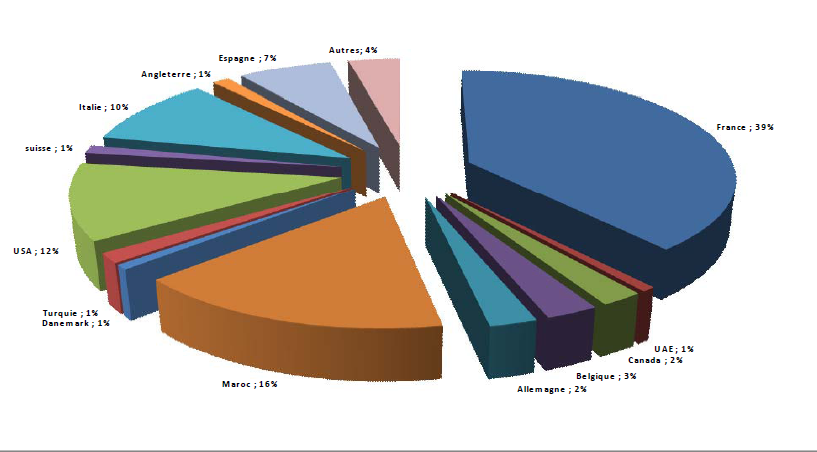 Autres; 4%
Espagne ; 7%
Angleterre ; 1%
Italie ; 10%
France ; 39%
suisse ; 1%
USA ; 12%
Turquie ; 1%
Danemark ; 1%
UAE ; 1%
Canada ; 2%
Belgique ; 3%
Maroc ; 16%
Allemagne ; 2%